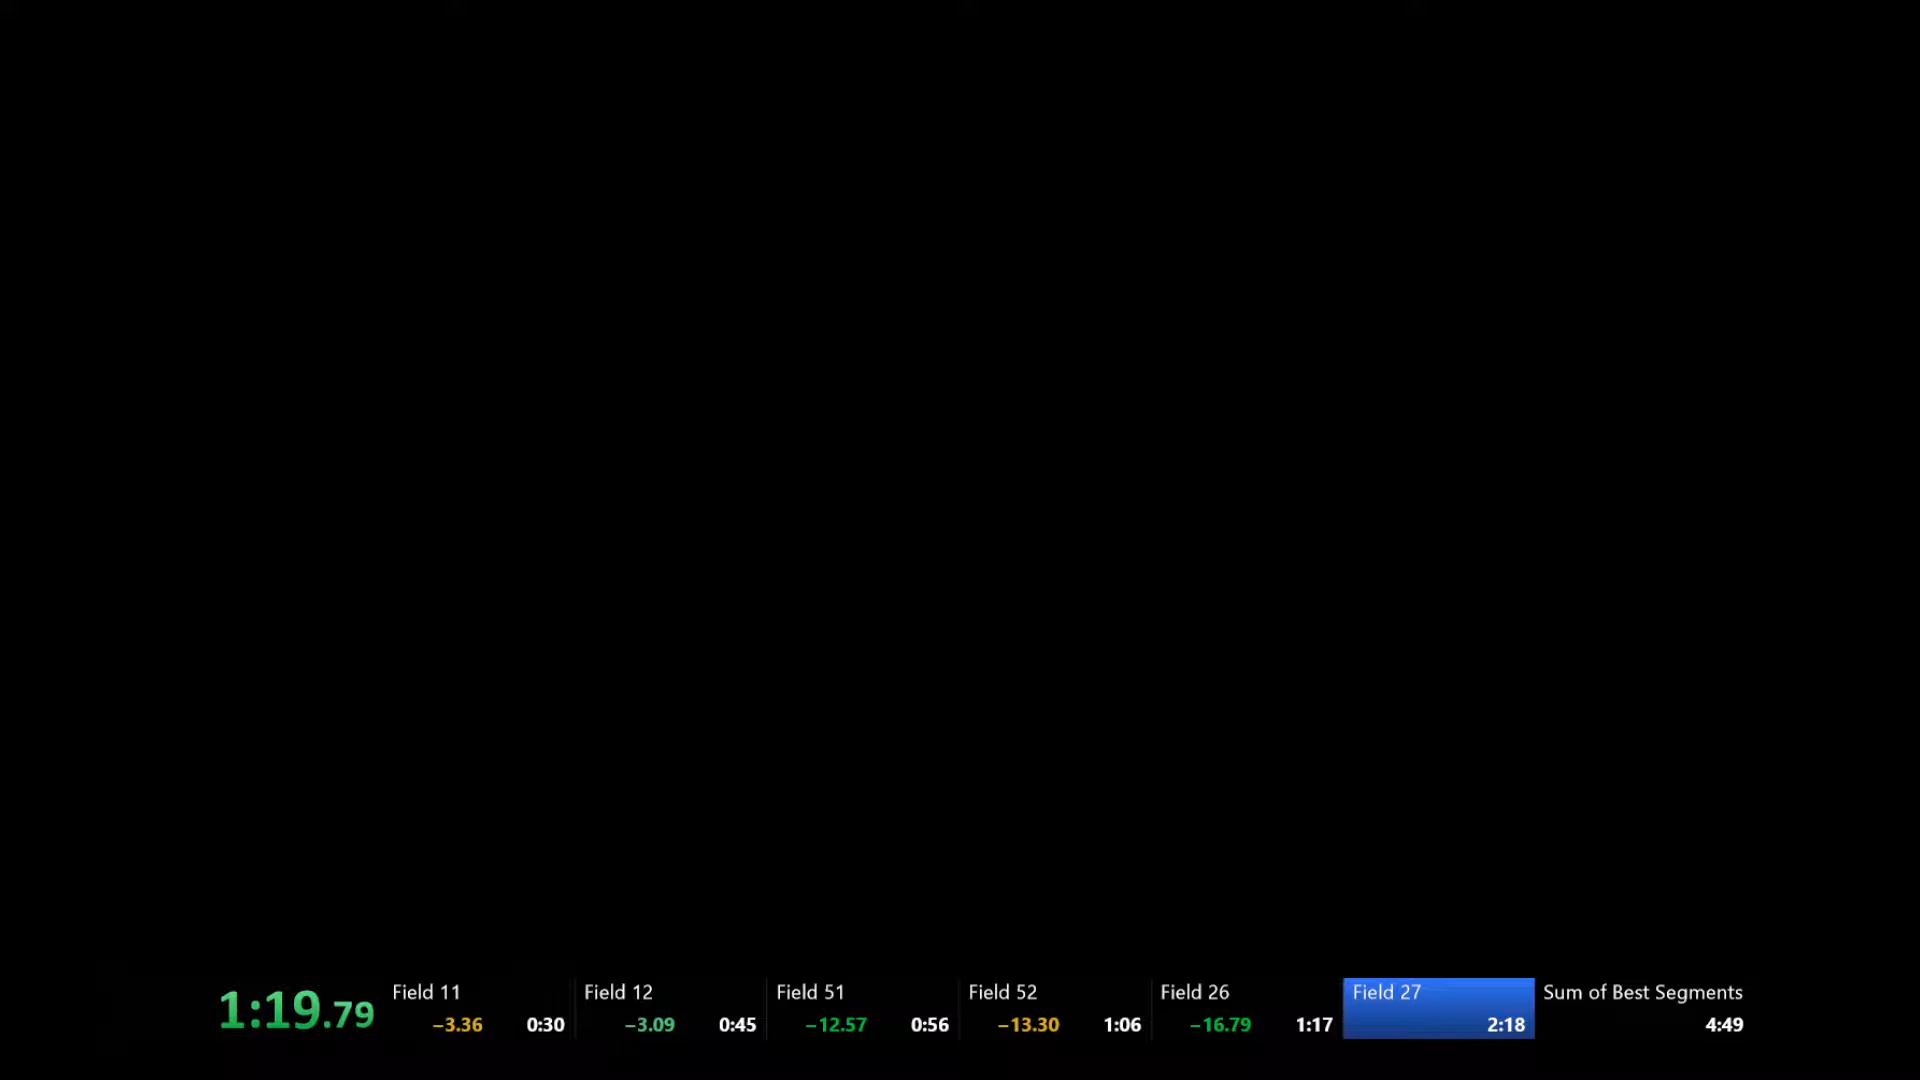 1:19.79
Field 11
−3.36 0:30
Field 12
−3.09 0:45
Field 51
−12.57 0:56
Field 52
−13.30 1:06
Field 26
−16.79 1:17
Field 27
2:18
Sum of Best Segments
4:49